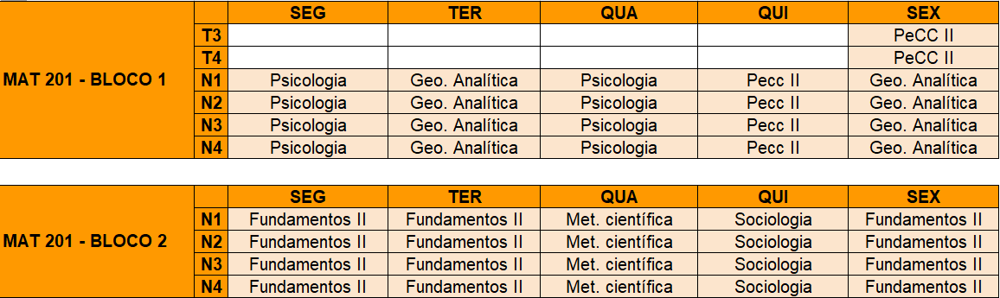 SEG TER QUA QUI SEX
T3 PeCC II
T4 PeCC II
MAT 201 - BLOCO 1 N1 Psicologia Geo. Analítica Psicologia Pecc II Geo. Analítica
N2 Psicologia Geo. Analítica Psicologia Pecc II Geo. Analítica
N3 Psicologia Geo. Analítica Psicologia Pecc II Geo. Analítica
N4 Psicologia Geo. Analítica Psicologia Pecc II Geo. Analítica
SEG TER QUA QUI SEX
N1 Fundamentos II Fundamentos II Met. científica Sociologia Fundamentos II
MAT 201 - BLOCO 2 N2 Fundamentos II Fundamentos II Met. científica Sociologia Fundamentos II
N3 Fundamentos II Fundamentos II Met. científica Sociologia Fundamentos II
N4 Fundamentos II Fundamentos II Met. científica Sociologia Fundamentos II